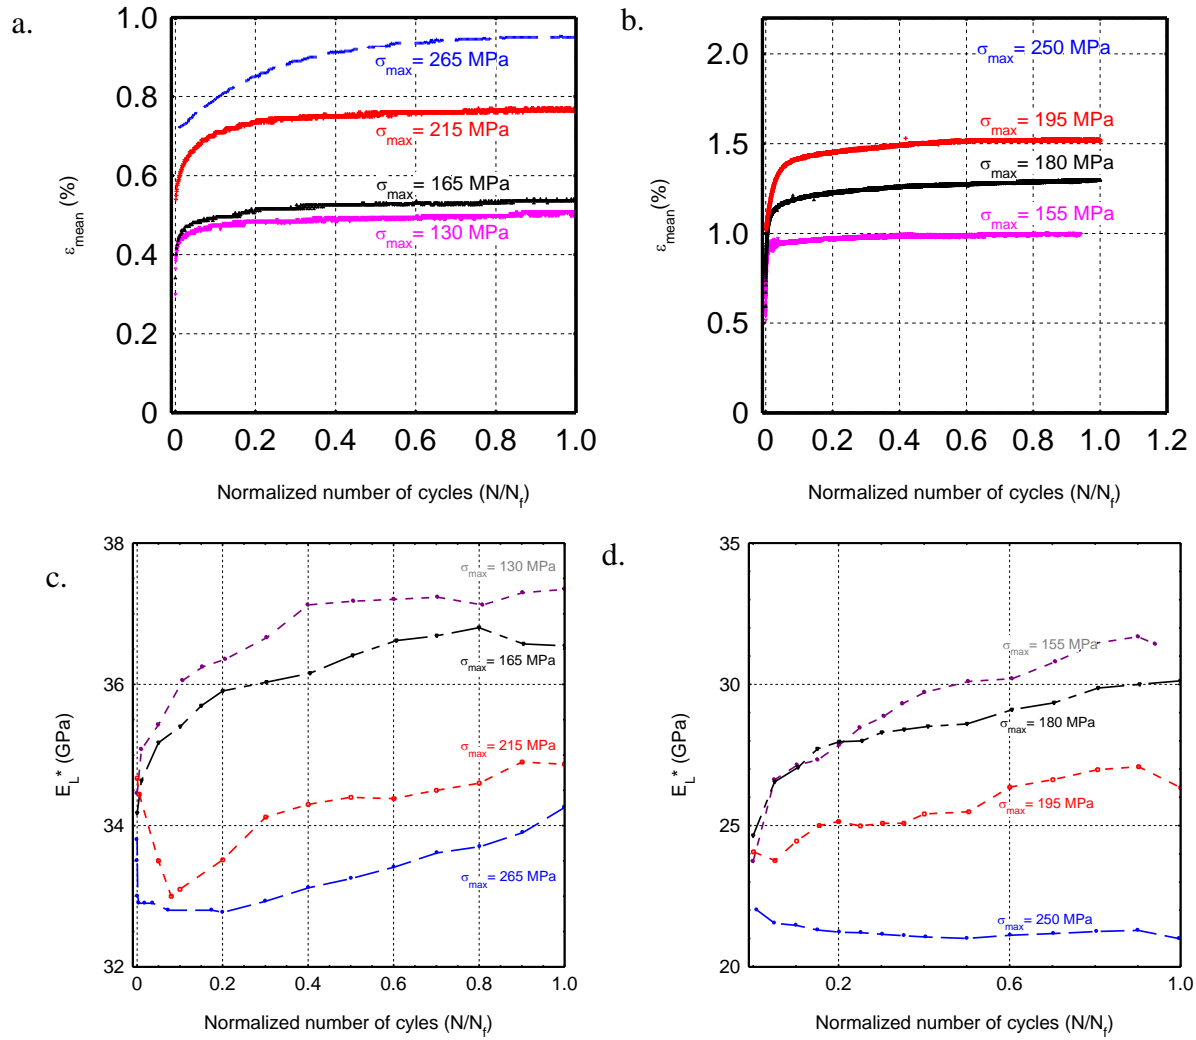 a.
1.0
0.8
0.6
0.4
0.2
0
ε_mean (%)
σ_max = 265 MPa
σ_max = 215 MPa
σ_max = 165 MPa
σ_max = 130 MPa
0 0.2 0.4 0.6 0.8 1.0
Normalized number of cycles (N/N_f)
b.
2.0
1.5
1.0
0.5
0
ε_mean (%)
σ_max = 250 MPa
σ_max = 195 MPa
σ_max = 180 MPa
σ_max = 155 MPa
0 0.2 0.4 0.6 0.8 1.0 1.2
Normalized number of cycles (N/N_f)
c.
38
36
34
32
E_L* (GPa)
σ_max = 130 MPa
σ_max = 165 MPa
σ_max = 215 MPa
σ_max = 265 MPa
0 0.2 0.4 0.6 0.8 1.0
Normalized number of cyles (N/N_f)
d.
35
30
25
20
E_L* (GPa)
σ_max = 155 MPa
σ_max = 180 MPa
σ_max = 195 MPa
σ_max = 250 MPa
0.2 0.6 1.0
Normalized number of cycles (N/N_f)